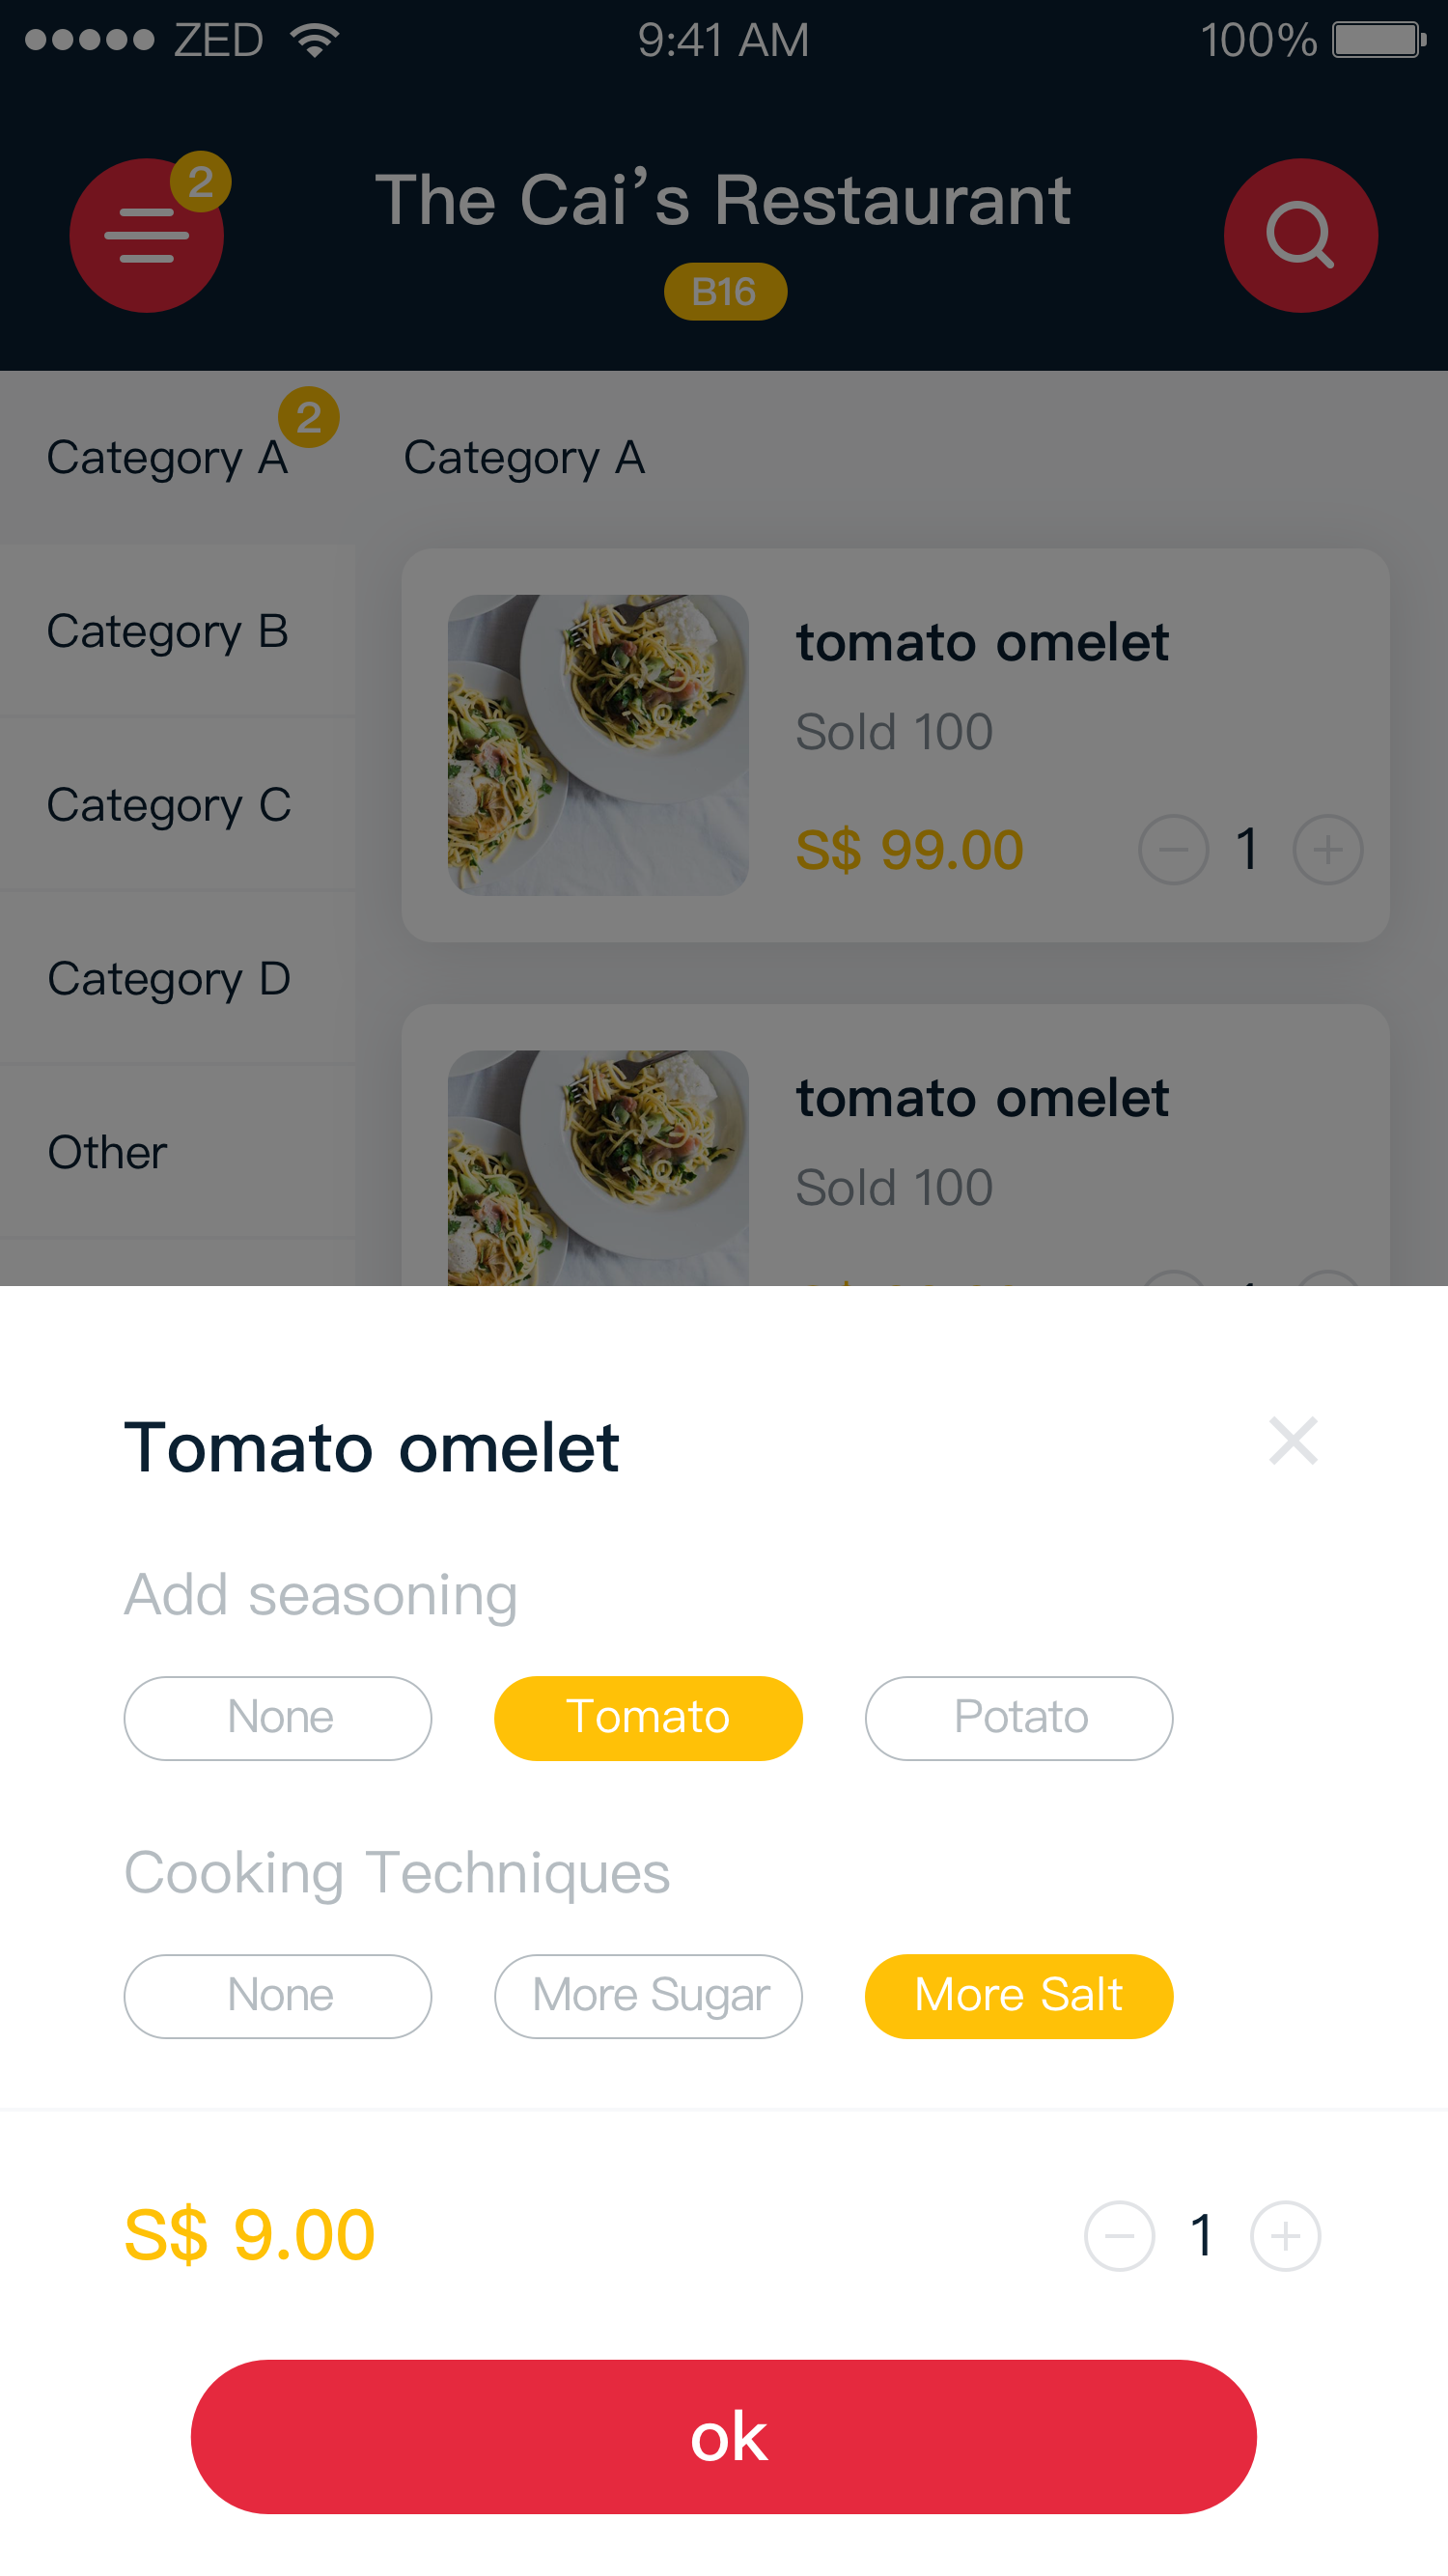 ZED 9:41 AM 100%
2
The Cai’s Restaurant
B16
2
Category A
Category A
Category B
tomato omelet
Sold 100
Category C
S$ 99.00 1
Category D
tomato omelet
Other
Sold 100
Tomato omelet
Add seasoning
None Tomato Potato
Cooking Techniques
None More Sugar More Salt
S$ 9.00 1
ok